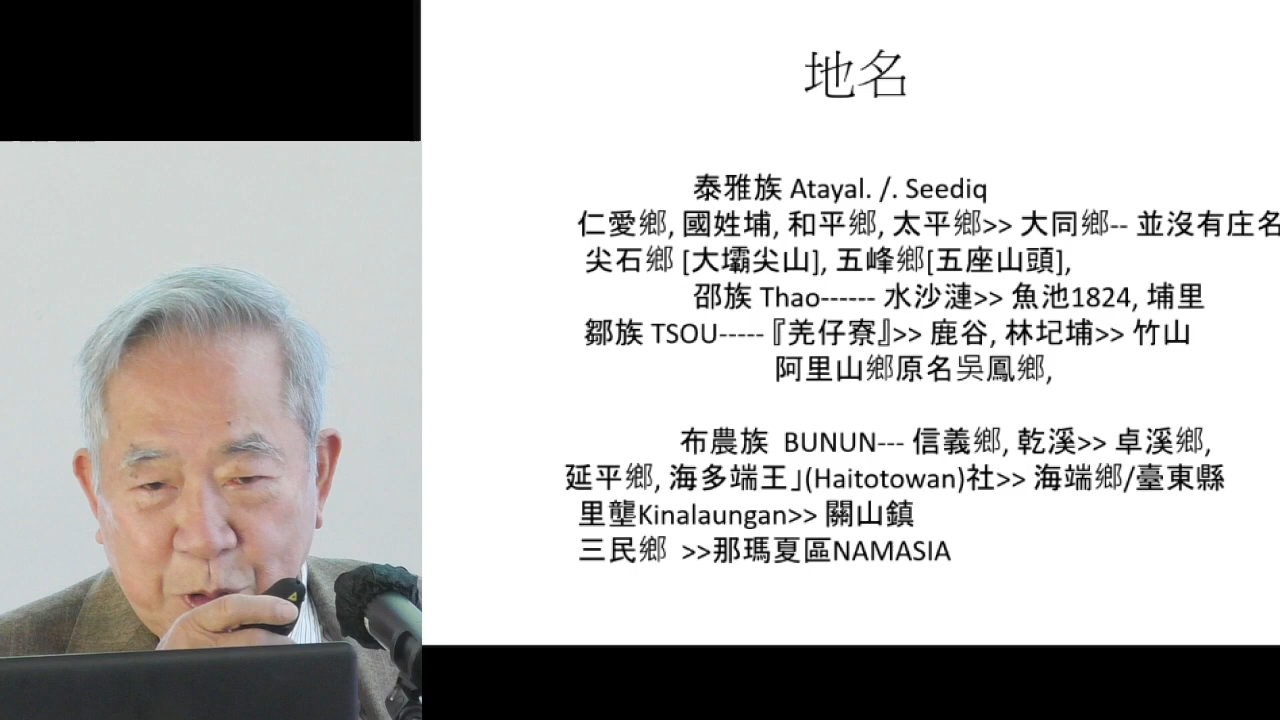 地名
泰雅族 Atayal. /. Seediq
仁愛鄉, 國姓埔, 和平鄉, 太平鄉>> 大同鄉-- 並沒有庄名
尖石鄉 [大壩尖山], 五峰鄉[五座山頭],
邵族 Thao------ 水沙漣>> 魚池1824, 埔里
鄒族 TSOU-----『羌仔寮』>> 鹿谷, 林圮埔>> 竹山
阿里山鄉原名吳鳳鄉,
布農族 BUNUN--- 信義鄉, 乾溪>> 卓溪鄉,
延平鄉, 海多端王」(Haitotowan)社>> 海端鄉/臺東縣
里壟Kinalaungan>> 關山鎮
三民鄉 >>那瑪夏區NAMASIA